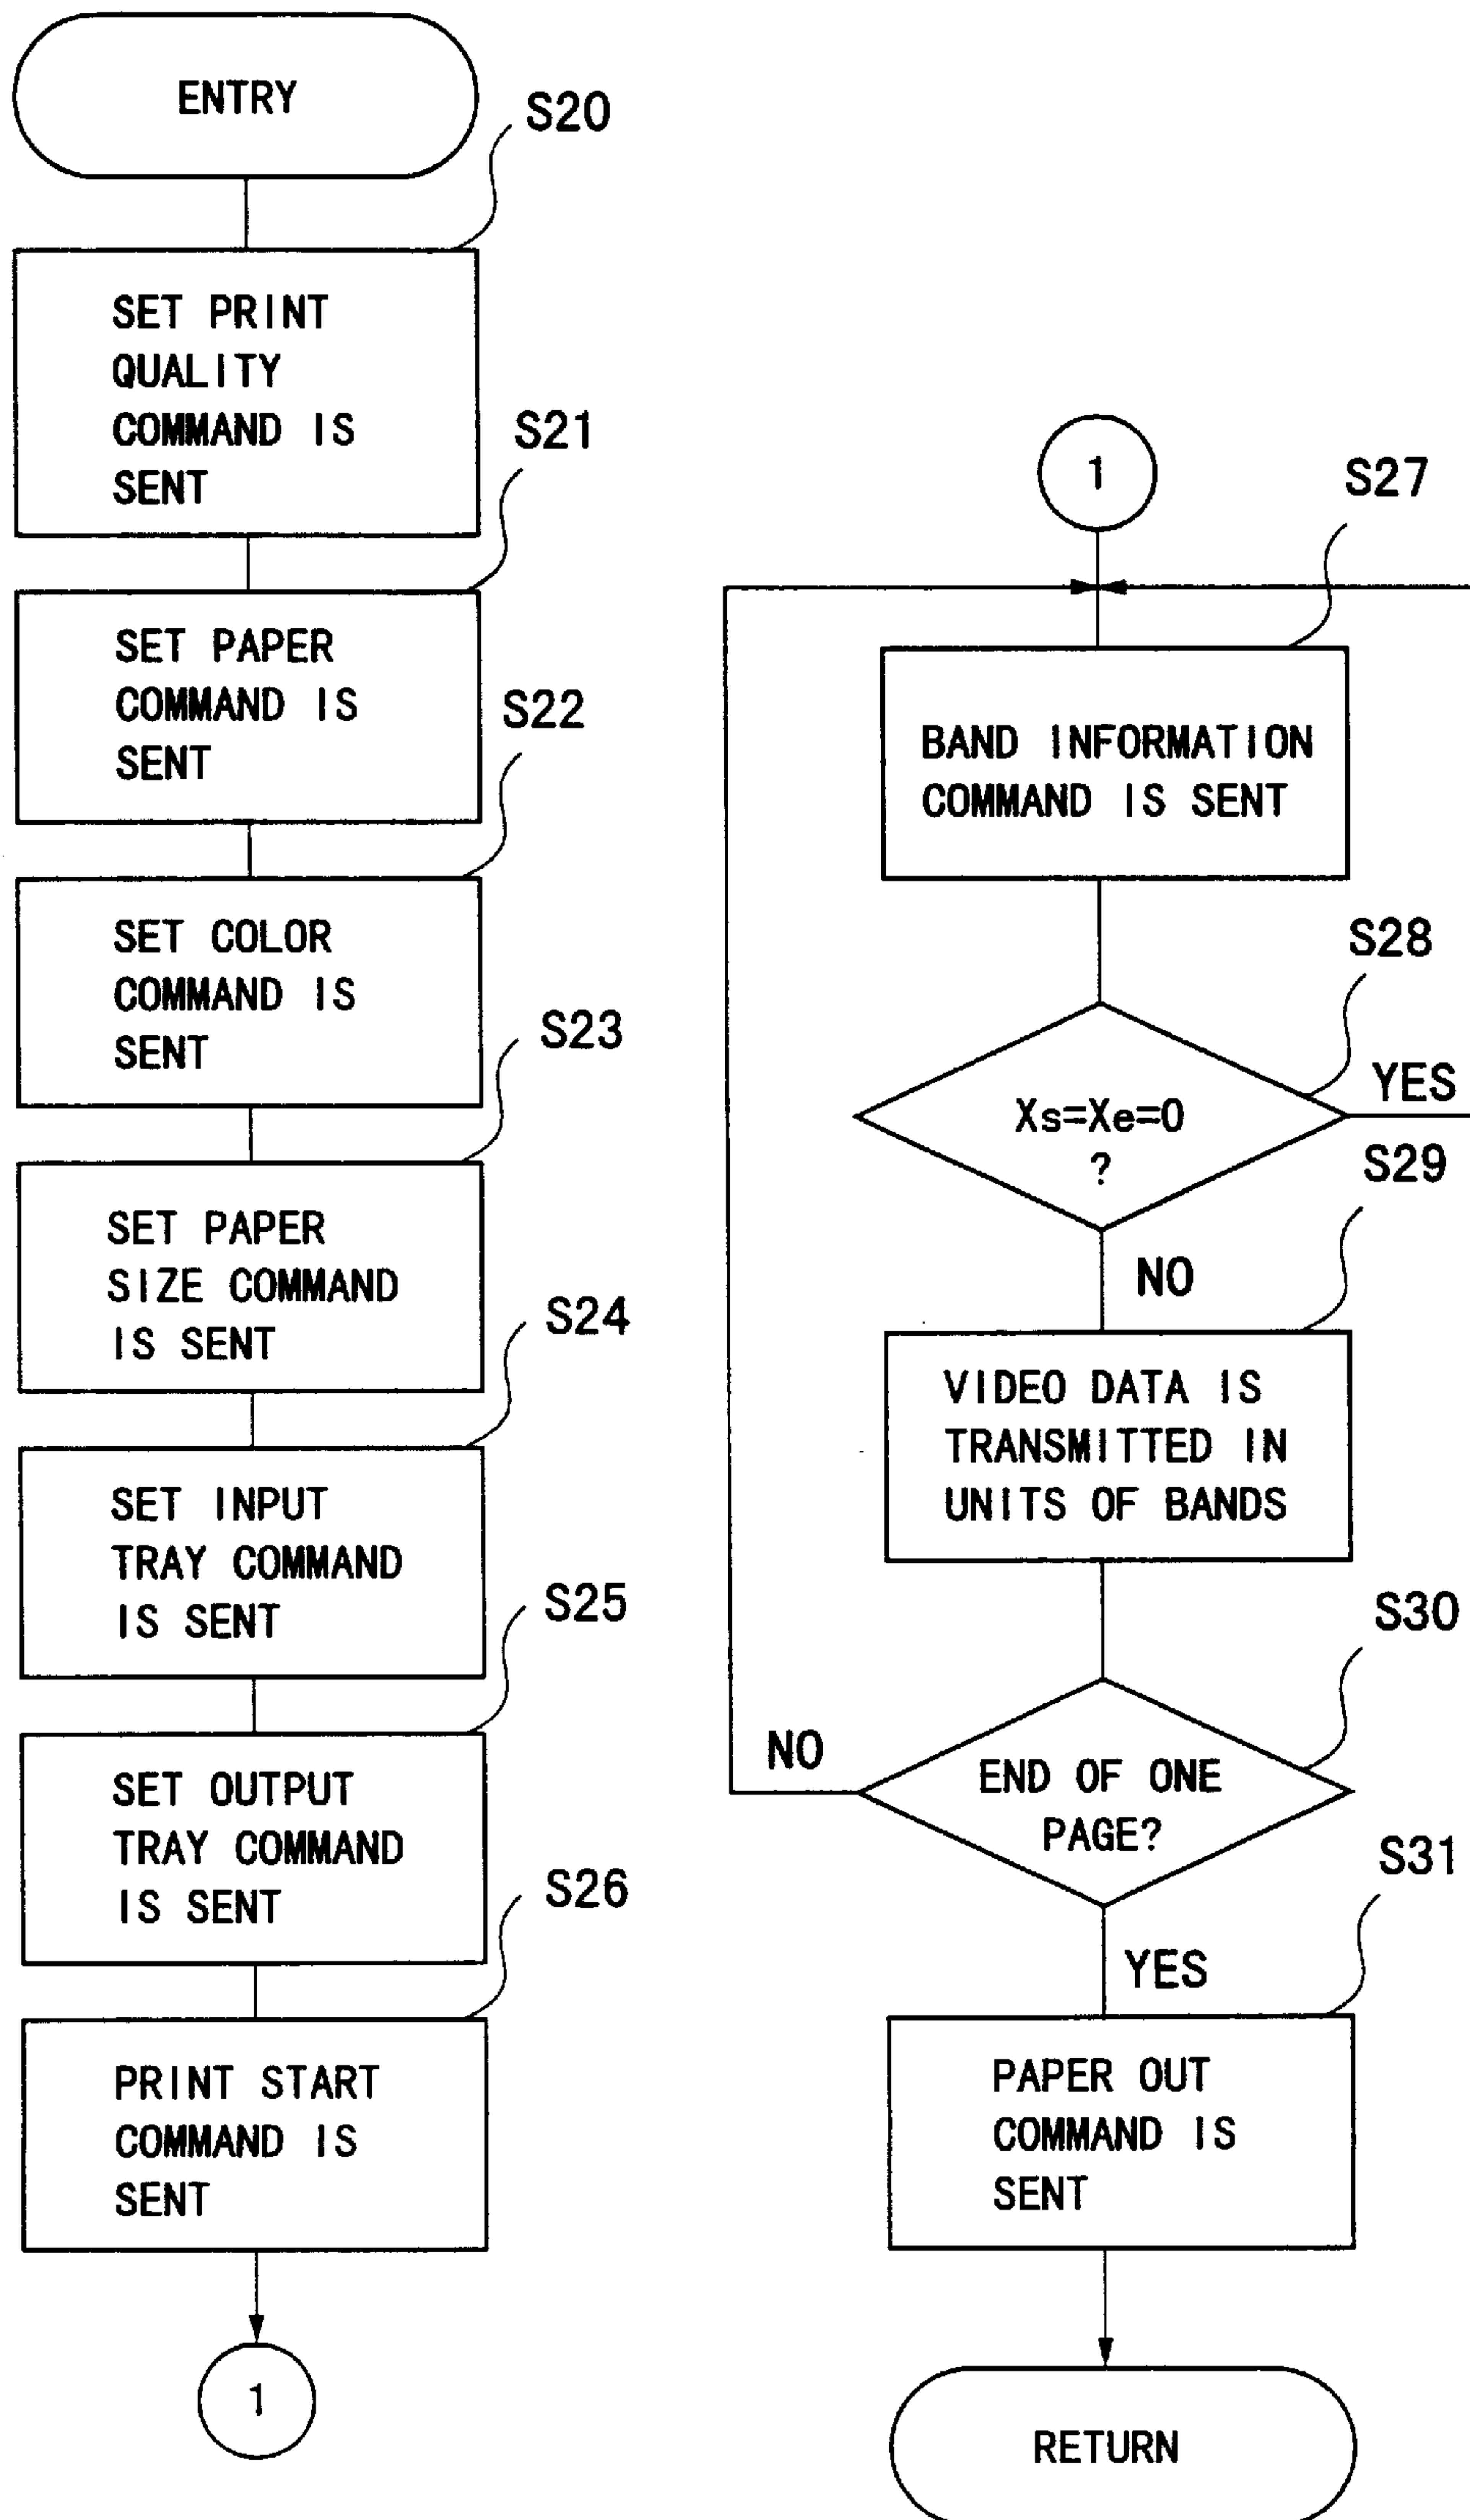 ENTRY
S20
SET PRINT
QUALITY
COMMAND IS
SENT
S21
SET PAPER
COMMAND IS
SENT
S22
SET COLOR
COMMAND IS
SENT
S23
SET PAPER
SIZE COMMAND
IS SENT
S24
SET INPUT
TRAY COMMAND
IS SENT
S25
SET OUTPUT
TRAY COMMAND
IS SENT
S26
PRINT START
COMMAND IS
SENT
1
1
S27
BAND INFORMATION
COMMAND IS SENT
S28
Xs=Xe=0
?
YES
NO
S29
VIDEO DATA IS
TRANSMITTED IN
UNITS OF BANDS
S30
END OF ONE
PAGE?
NO
YES
S31
PAPER OUT
COMMAND IS
SENT
RETURN